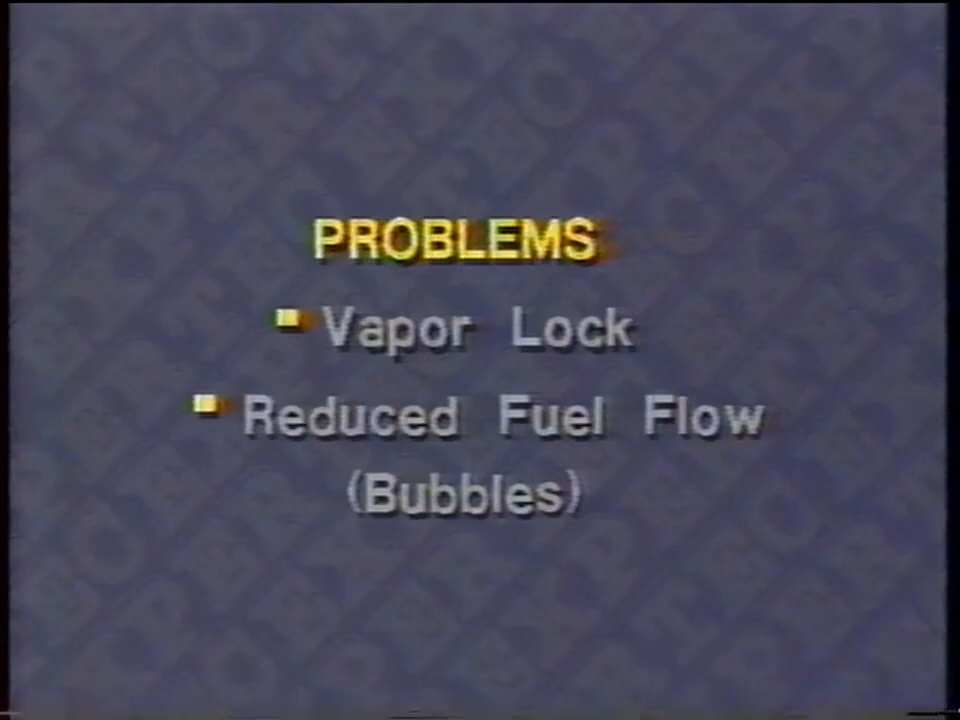 PROBLEMS
▪ Vapor Lock
▪ Reduced Fuel Flow
(Bubbles)